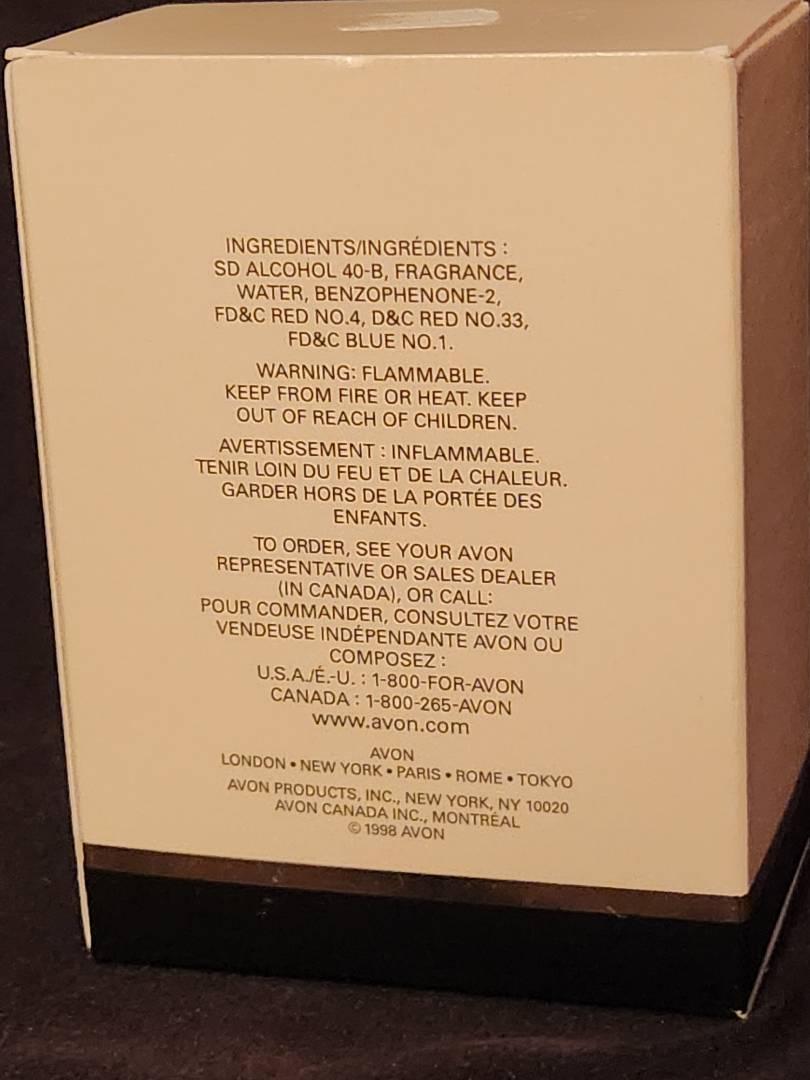 INGREDIENTS/INGRÉDIENTS :
SD ALCOHOL 40-B, FRAGRANCE,
WATER, BENZOPHENONE-2,
FD&C RED NO.4, D&C RED NO.33,
FD&C BLUE NO.1.
WARNING: FLAMMABLE.
KEEP FROM FIRE OR HEAT. KEEP
OUT OF REACH OF CHILDREN.
AVERTISSEMENT : INFLAMMABLE.
TENIR LOIN DU FEU ET DE LA CHALEUR.
GARDER HORS DE LA PORTÉE DES
ENFANTS.
TO ORDER, SEE YOUR AVON
REPRESENTATIVE OR SALES DEALER
(IN CANADA), OR CALL:
POUR COMMANDER, CONSULTEZ VOTRE
VENDEUSE INDÉPENDANTE AVON OU
COMPOSEZ :
U.S.A./É.-U. : 1-800-FOR-AVON
CANADA : 1-800-265-AVON
www.avon.com
AVON
LONDON • NEW YORK • PARIS • ROME • TOKYO
AVON PRODUCTS, INC., NEW YORK, NY 10020
AVON CANADA INC., MONTRÉAL
© 1998 AVON